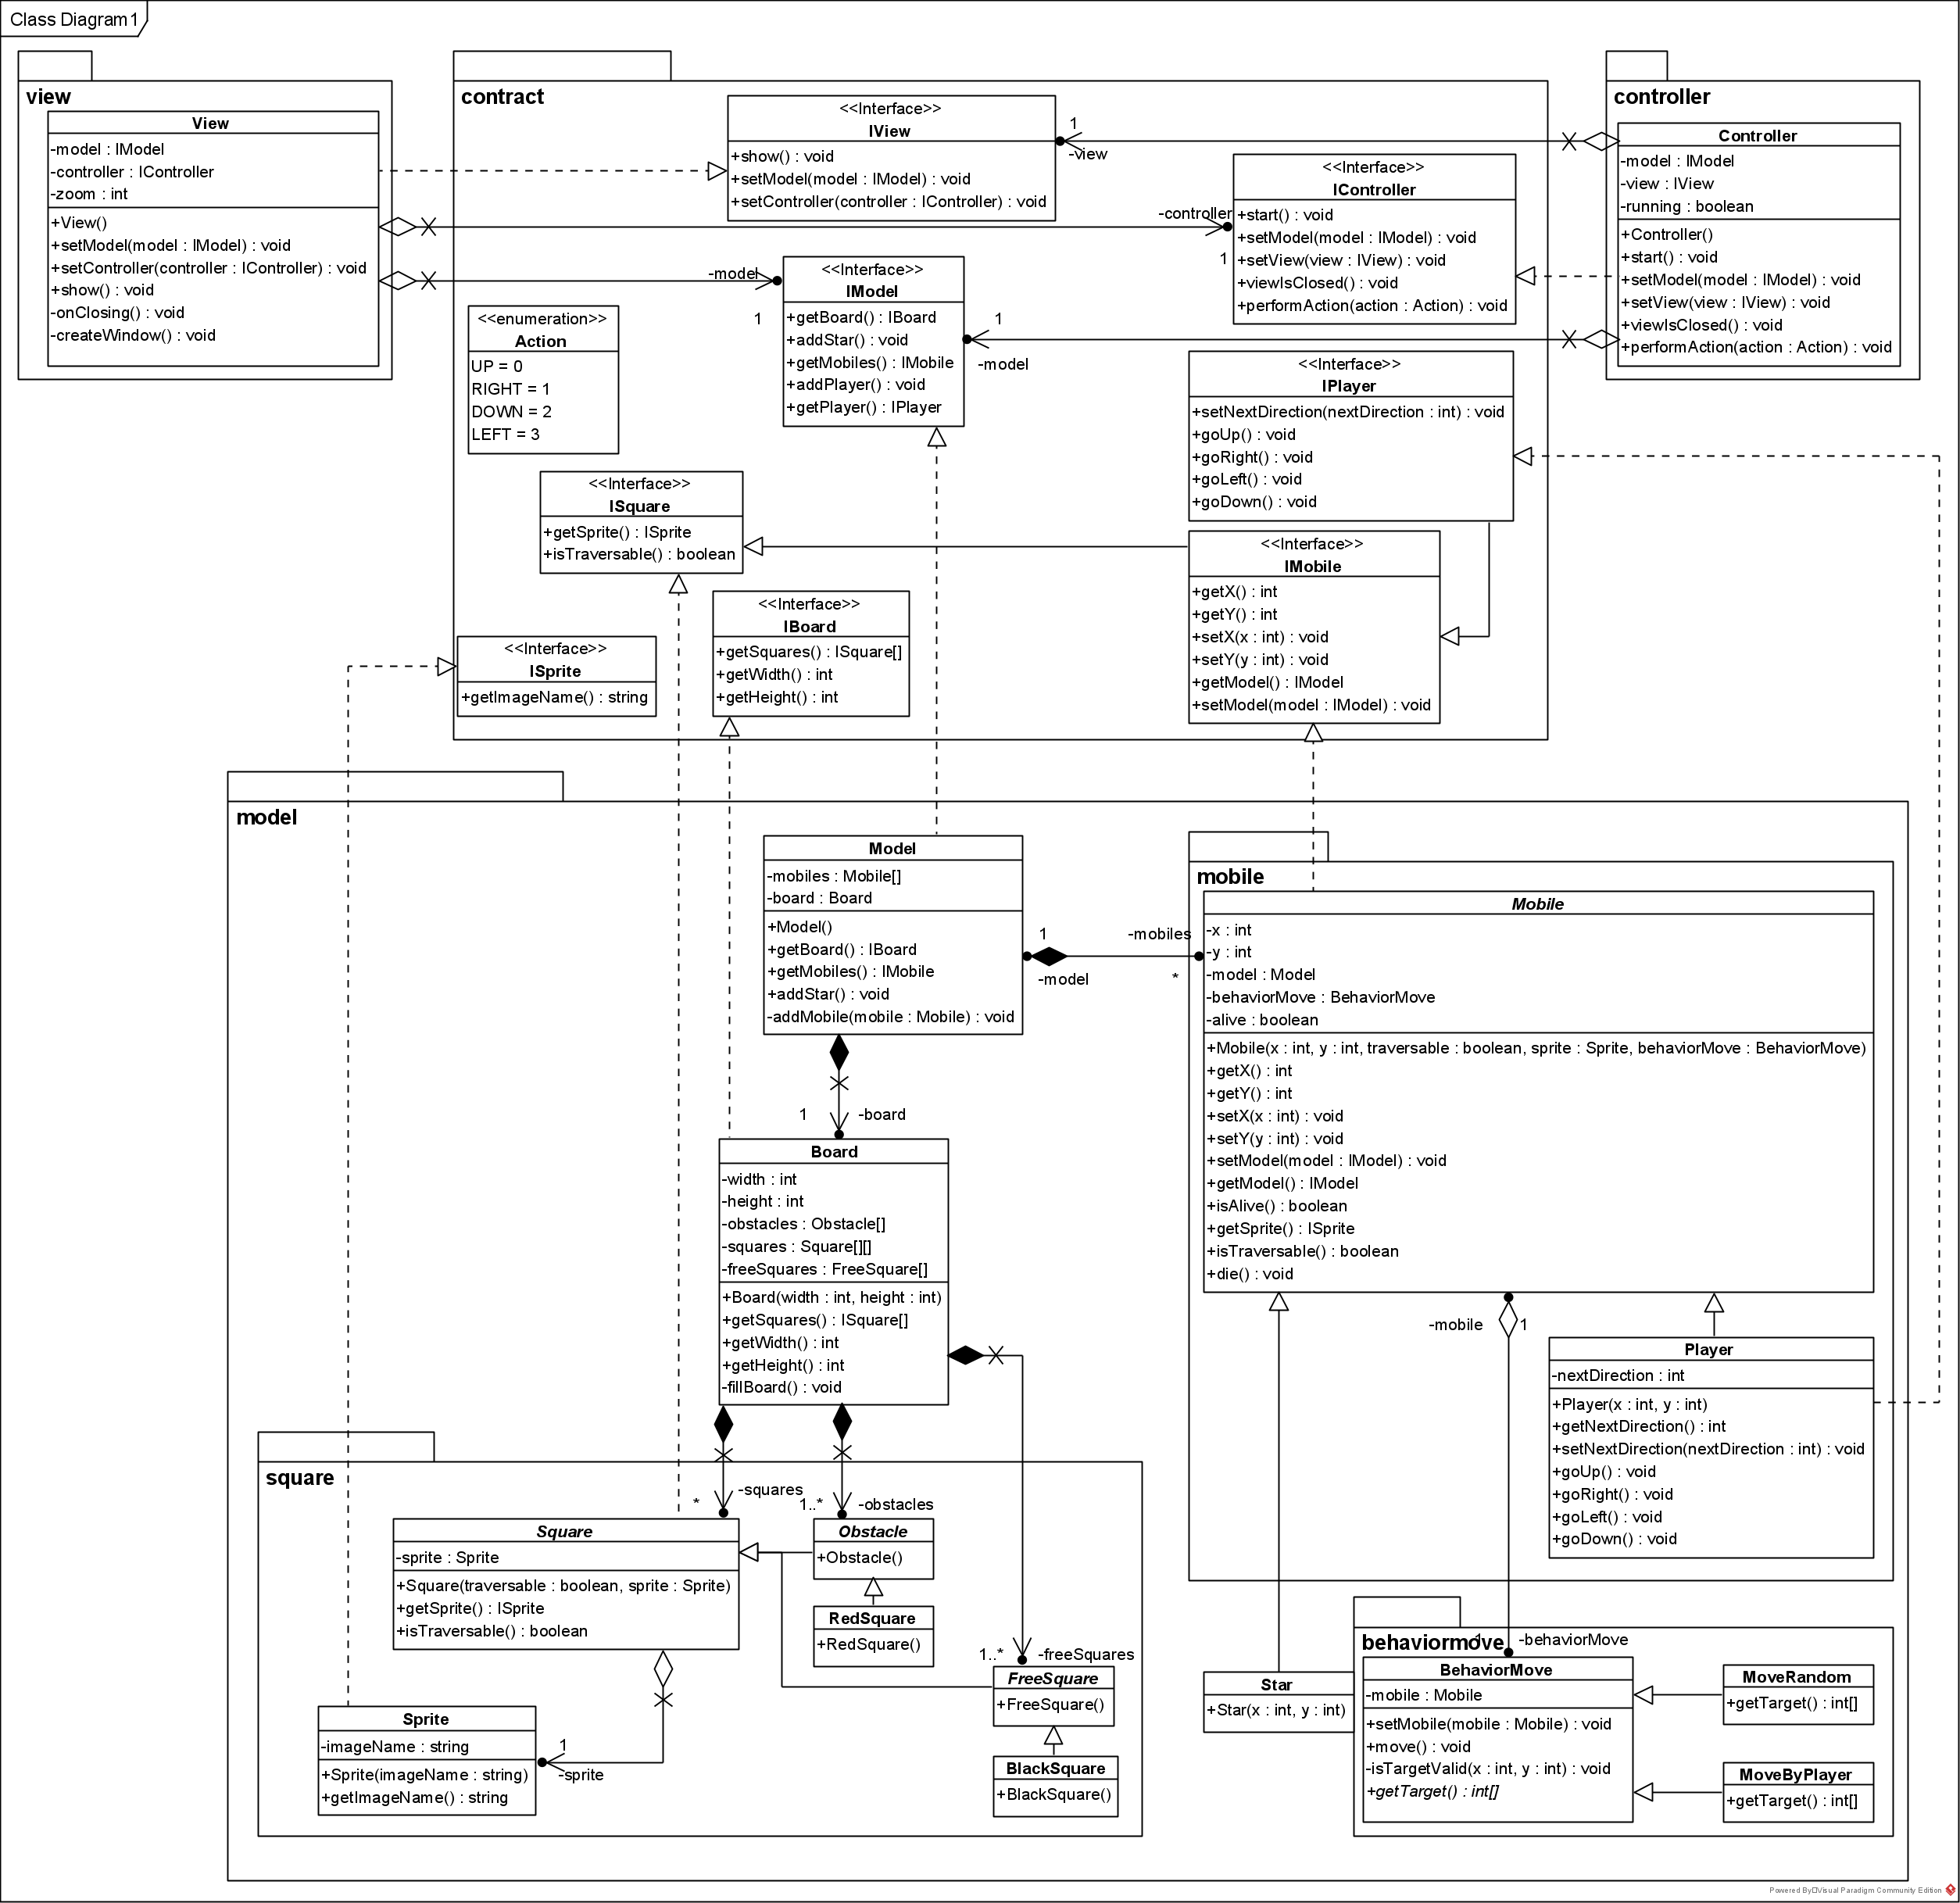 Class Diagram1
view
View
-model : IModel
-controller : IController
-zoom : int
+View()
+setModel(model : IModel) : void
+setController(controller : IController) : void
+show() : void
-onClosing() : void
-createWindow() : void
contract
<<Interface>>
IView
+show() : void
+setModel(model : IModel) : void
+setController(controller : IController) : void
1
-view
controller
Controller
-model : IModel
-view : IView
-running : boolean
+Controller()
+start() : void
+setModel(model : IModel) : void
+setView(view : IView) : void
+viewIsClosed() : void
+performAction(action : Action) : void
<<Interface>>
IController
+start() : void
+setModel(model : IModel) : void
+setView(view : IView) : void
+viewIsClosed() : void
+performAction(action : Action) : void
-controller
1
-model
1
<<Interface>>
IModel
+getBoard() : IBoard
+addStar() : void
+getMobiles() : IMobile
+addPlayer() : void
+getPlayer() : IPlayer
1
-model
<<enumeration>>
Action
UP = 0
RIGHT = 1
DOWN = 2
LEFT = 3
<<Interface>>
IPlayer
+setNextDirection(nextDirection : int) : void
+goUp() : void
+goRight() : void
+goLeft() : void
+goDown() : void
<<Interface>>
ISquare
+getSprite() : ISprite
+isTraversable() : boolean
<<Interface>>
IMobile
+getX() : int
+getY() : int
+setX(x : int) : void
+setY(y : int) : void
+getModel() : IModel
+setModel(model : IModel) : void
<<Interface>>
IBoard
+getSquares() : ISquare[]
+getWidth() : int
+getHeight() : int
<<Interface>>
ISprite
+getImageName() : string
model
Model
-mobiles : Mobile[]
-board : Board
+Model()
+getBoard() : IBoard
+getMobiles() : IMobile
+addStar() : void
-addMobile(mobile : Mobile) : void
1
-model
-mobiles
*
mobile
Mobile
-x : int
-y : int
-model : Model
-behaviorMove : BehaviorMove
-alive : boolean
+Mobile(x : int, y : int, traversable : boolean, sprite : Sprite, behaviorMove : BehaviorMove)
+getX() : int
+getY() : int
+setX(x : int) : void
+setY(y : int) : void
+setModel(model : IModel) : void
+getModel() : IModel
+isAlive() : boolean
+getSprite() : ISprite
+isTraversable() : boolean
+die() : void
1
-board
Board
-width : int
-height : int
-obstacles : Obstacle[]
-squares : Square[][]
-freeSquares : FreeSquare[]
+Board(width : int, height : int)
+getSquares() : ISquare[]
+getWidth() : int
+getHeight() : int
-fillBoard() : void
-mobile
1
Player
-nextDirection : int
+Player(x : int, y : int)
+getNextDirection() : int
+setNextDirection(nextDirection : int) : void
+goUp() : void
+goRight() : void
+goLeft() : void
+goDown() : void
square
*
-squares
1..*
-obstacles
Square
-sprite : Sprite
+Square(traversable : boolean, sprite : Sprite)
+getSprite() : ISprite
+isTraversable() : boolean
Obstacle
+Obstacle()
RedSquare
+RedSquare()
1..*
-freeSquares
FreeSquare
+FreeSquare()
BlackSquare
+BlackSquare()
Sprite
-imageName : string
+Sprite(imageName : string)
+getImageName() : string
1
-sprite
Star
+Star(x : int, y : int)
behaviormove
1
-behaviorMove
BehaviorMove
-mobile : Mobile
+setMobile(mobile : Mobile) : void
+move() : void
-isTargetValid(x : int, y : int) : void
+getTarget() : int[]
MoveRandom
+getTarget() : int[]
MoveByPlayer
+getTarget() : int[]
Powered By Visual Paradigm Community Edition